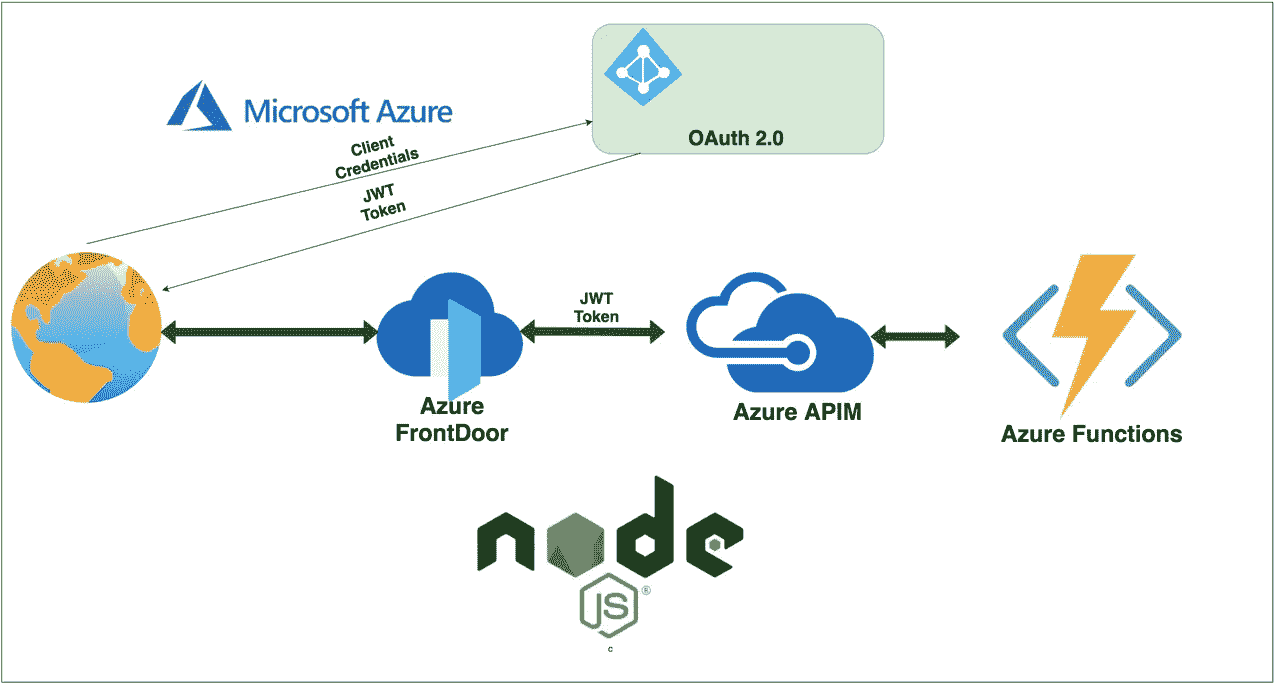 Microsoft Azure
OAuth 2.0
Client
Credentials
JWT
Token
JWT
Token
Azure
FrontDoor
Azure APIM
Azure Functions
node
JS
®
c